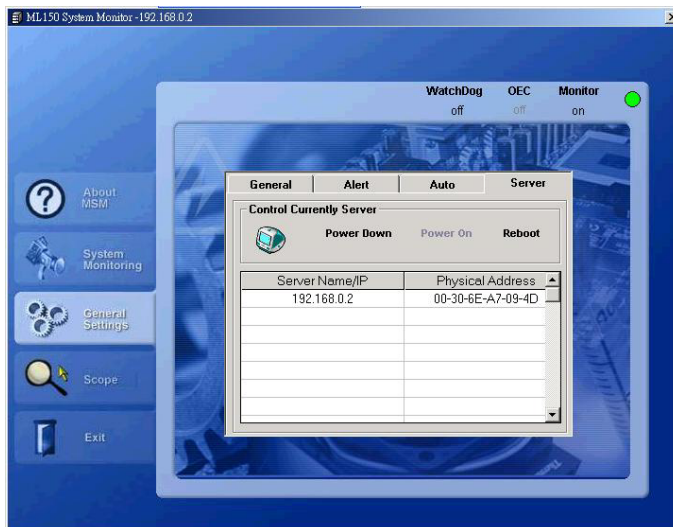 ML150 System Monitor -192.168.0.2
WatchDog OEC Monitor
off off on
About
MSM
System
Monitoring
General
Settings
Scope
Exit
General Alert Auto Server
Control Currently Server
Power Down Power On Reboot
Server Name/IP Physical Address
192.168.0.2 00-30-6E-A7-09-4D